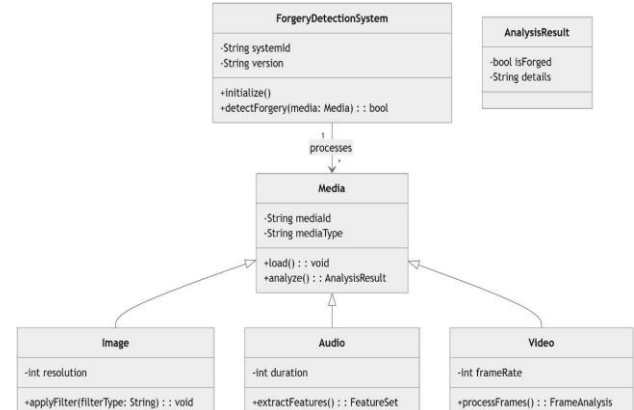 ForgeryDetectionSystem
-String systemId
-String version
+initialize()
+detectForgery(media: Media) : : bool
AnalysisResult
-bool isForged
-String details
1
processes
*
Media
-String mediaId
-String mediaType
+load() : : void
+analyze() : : AnalysisResult
Image
-int resolution
+applyFilter(filterType: String) : : void
Audio
-int duration
+extractFeatures() : : FeatureSet
Video
-int frameRate
+processFrames() : : FrameAnalysis